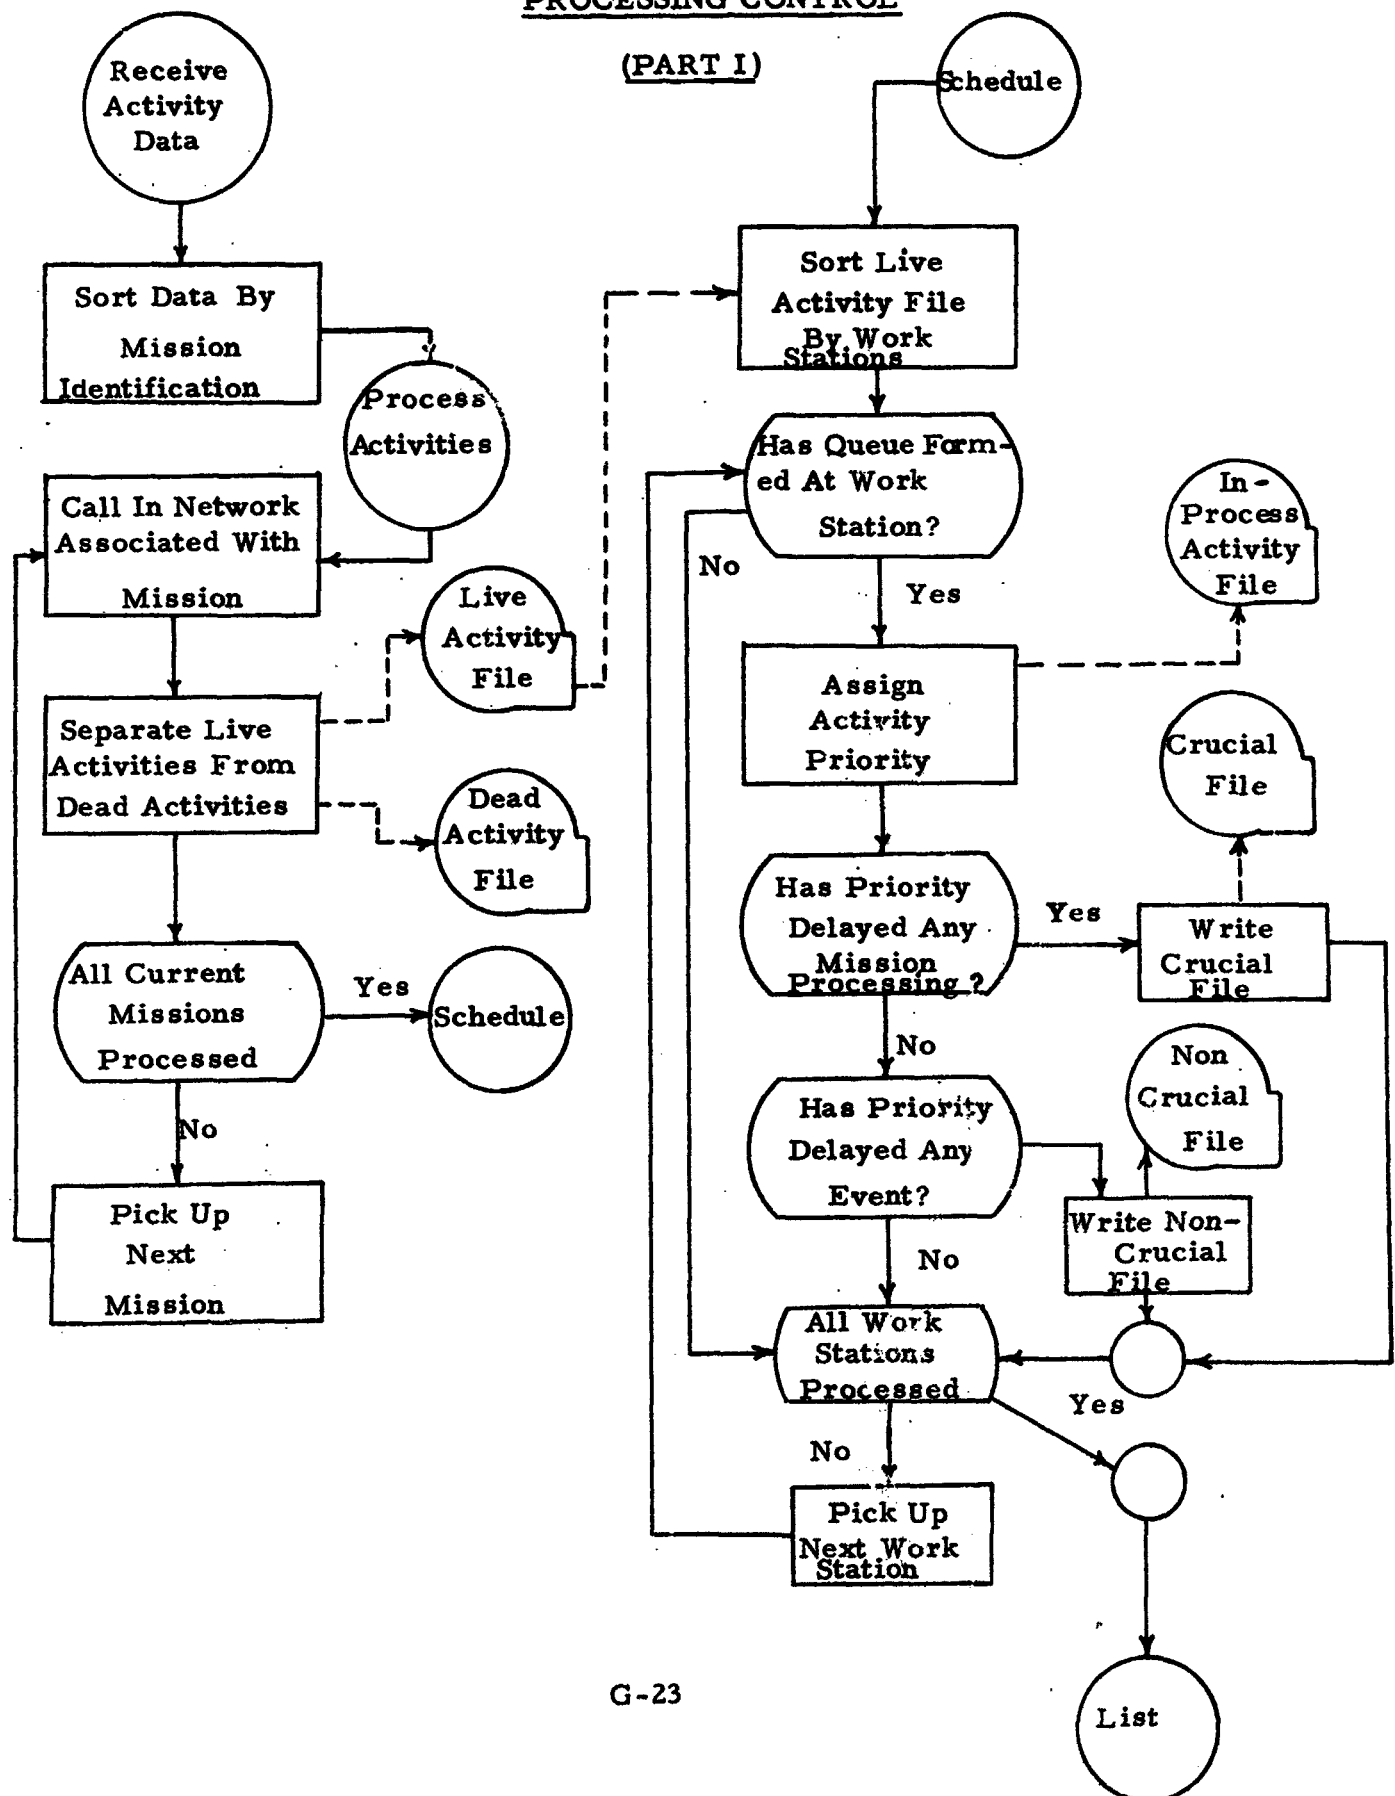 PROCESSING CONTROL
(PART I)
Receive
Activity
Data
Sort Data By
Mission
Identification
Process
Activities
Call In Network
Associated With
Mission
Separate Live
Activities From
Dead Activities
Live
Activity
File
Dead
Activity
File
All Current
Missions
Processed
Yes
Schedule
No
Pick Up
Next
Mission
Schedule
Sort Live
Activity File
By Work
Stations
Has Queue Form-
ed At Work
Station?
No
Yes
In-
Process
Activity
File
Assign
Activity
Priority
Crucial
File
Has Priority
Delayed Any
Mission
Processing ?
Yes
Write
Crucial
File
No
Non
Crucial
File
Has Priority
Delayed Any
Event?
Write Non-
Crucial
File
No
All Work
Stations
Processed
Yes
No
Pick Up
Next Work
Station
List
G-23